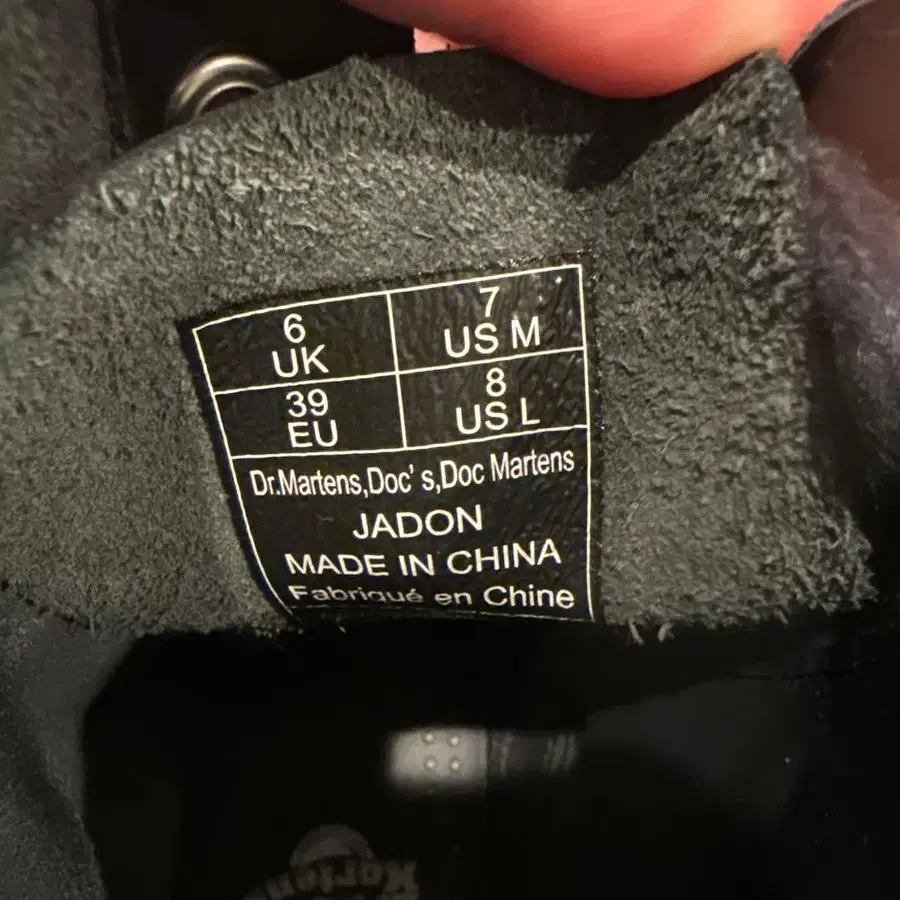 6 7
UK US M
39 8
EU US L
Dr.Martens,Doc's,Doc Martens
JADON
MADE IN CHINA
Fabriqué en Chine
Martens